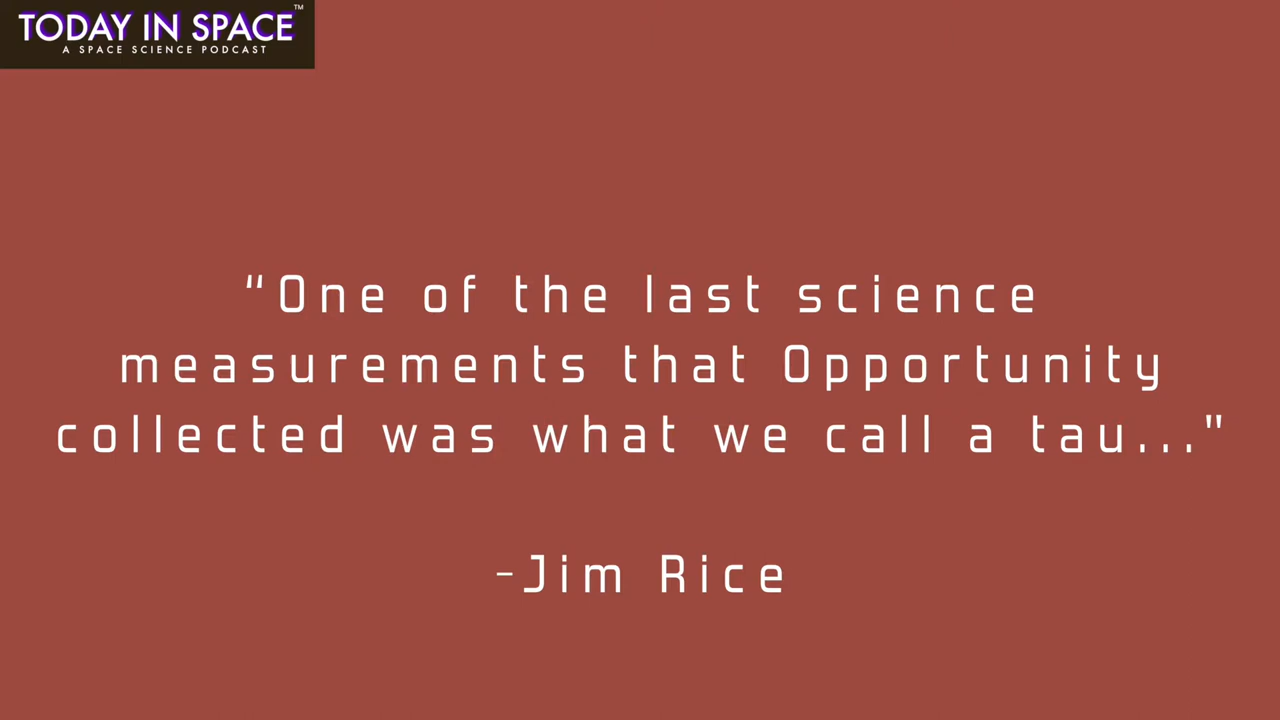 TODAY IN SPACE™
A SPACE SCIENCE PODCAST
“One of the last science
measurements that Opportunity
collected was what we call a tau..."
-Jim Rice